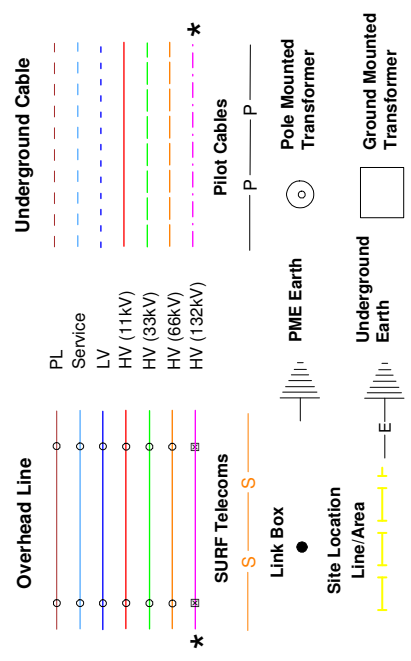 Overhead Line
Underground Cable
PL
Service
LV
HV (11kV)
HV (33kV)
HV (66kV)
* HV (132kV) *
SURF Telecoms
Pilot Cables
S S
P P
Link Box
PME Earth
Pole Mounted
Transformer
Site Location
Line/Area
Underground
Earth
E
Ground Mounted
Transformer